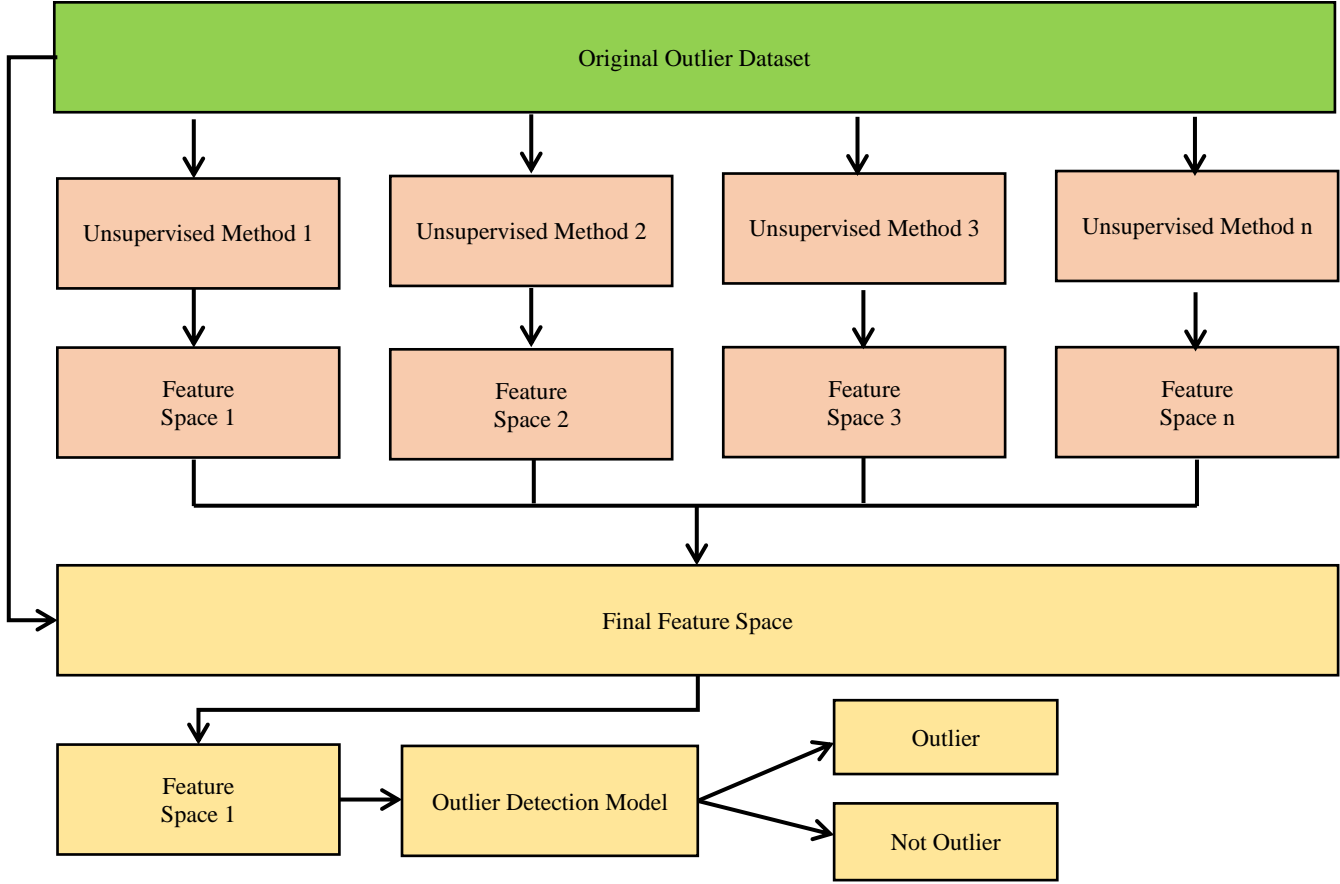 Original Outlier Dataset
Unsupervised Method 1
Unsupervised Method 2
Unsupervised Method 3
Unsupervised Method n
Feature
Space 1
Feature
Space 2
Feature
Space 3
Feature
Space n
Final Feature Space
Feature
Space 1
Outlier Detection Model
Outlier
Not Outlier